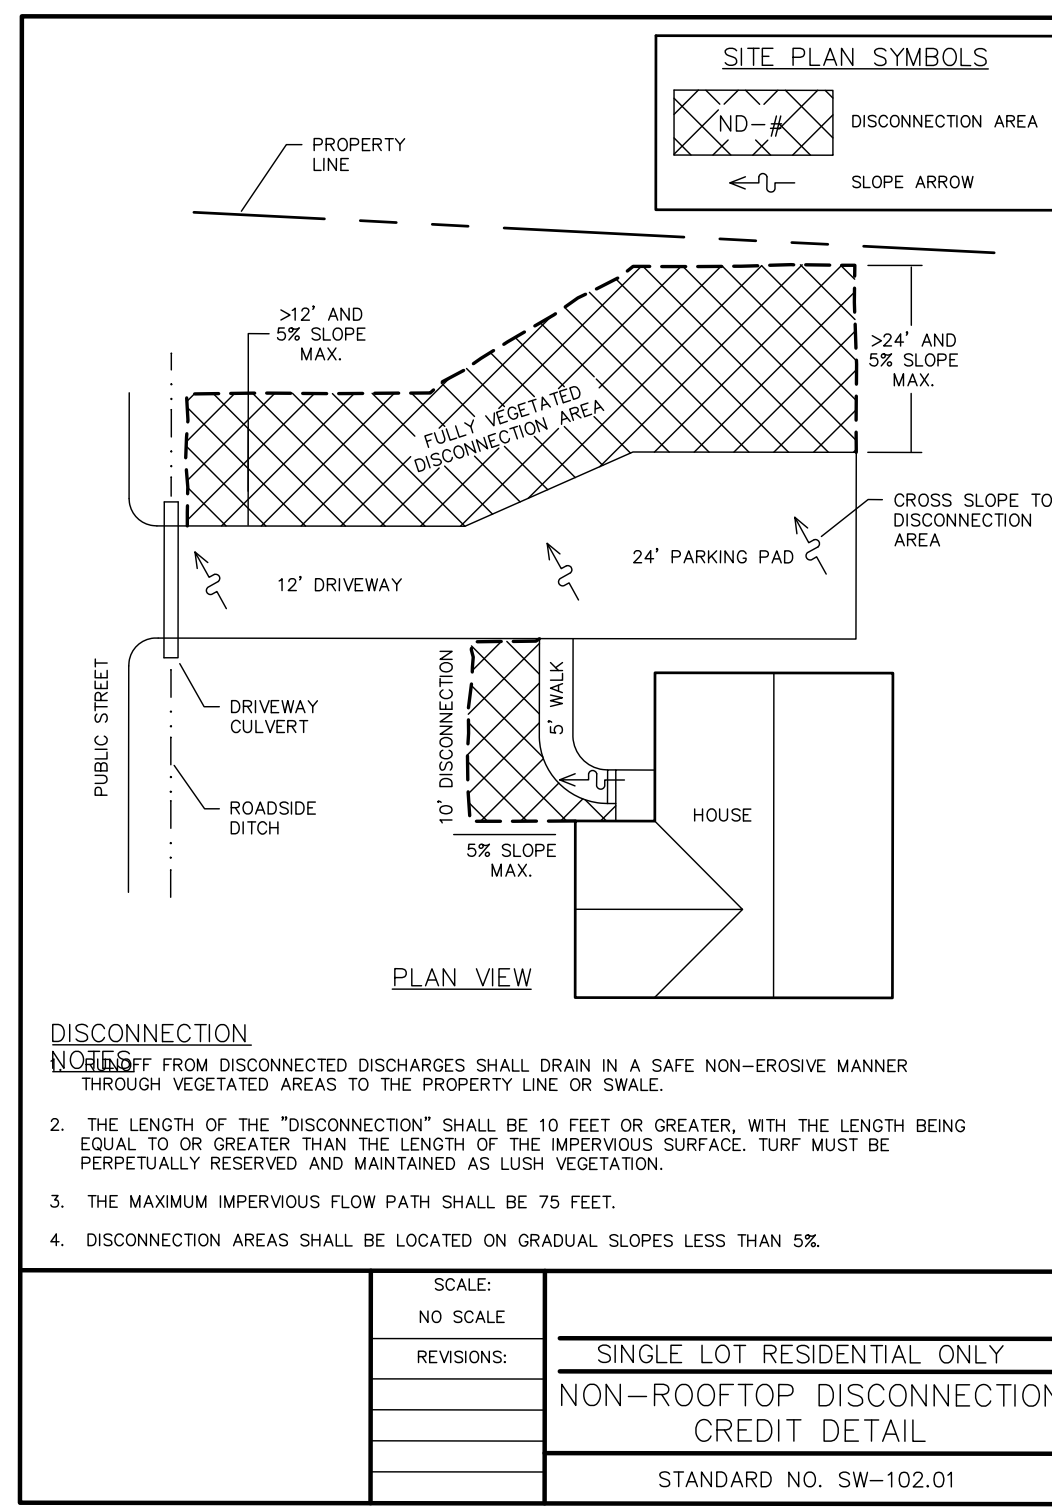 SITE PLAN SYMBOLS
ND-#
DISCONNECTION AREA
SLOPE ARROW
PROPERTY
LINE
>12' AND
5% SLOPE
MAX.
>24' AND
5% SLOPE
MAX.
FULLY VEGETATED
DISCONNECTION AREA
CROSS SLOPE TO
DISCONNECTION
AREA
24' PARKING PAD
12' DRIVEWAY
PUBLIC STREET
DRIVEWAY
CULVERT
ROADSIDE
DITCH
10' DISCONNECTION
5' WALK
5% SLOPE
MAX.
HOUSE
PLAN VIEW
DISCONNECTION
NOTES
1. RUNOFF FROM DISCONNECTED DISCHARGES SHALL DRAIN IN A SAFE NON-EROSIVE MANNER
THROUGH VEGETATED AREAS TO THE PROPERTY LINE OR SWALE.
2. THE LENGTH OF THE "DISCONNECTION" SHALL BE 10 FEET OR GREATER, WITH THE LENGTH BEING
EQUAL TO OR GREATER THAN THE LENGTH OF THE IMPERVIOUS SURFACE. TURF MUST BE
PERPETUALLY RESERVED AND MAINTAINED AS LUSH VEGETATION.
3. THE MAXIMUM IMPERVIOUS FLOW PATH SHALL BE 75 FEET.
4. DISCONNECTION AREAS SHALL BE LOCATED ON GRADUAL SLOPES LESS THAN 5%.
SCALE:
NO SCALE
REVISIONS:
SINGLE LOT RESIDENTIAL ONLY
NON-ROOFTOP DISCONNECTION
CREDIT DETAIL
STANDARD NO. SW-102.01